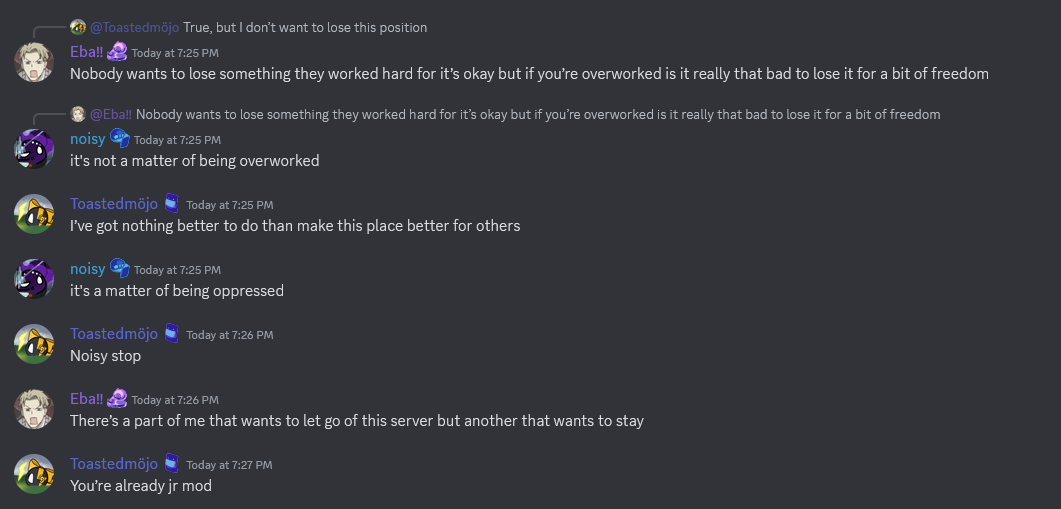 @Toastedmöjo True, but I don't want to lose this position
Eba!! Today at 7:25 PM
Nobody wants to lose something they worked hard for it's okay but if you're overworked is it really that bad to lose it for a bit of freedom
@Eba!! Nobody wants to lose something they worked hard for it's okay but if you're overworked is it really that bad to lose it for a bit of freedom
noisy Today at 7:25 PM
it's not a matter of being overworked
Toastedmöjo Today at 7:25 PM
I've got nothing better to do than make this place better for others
noisy Today at 7:25 PM
it's a matter of being oppressed
Toastedmöjo Today at 7:26 PM
Noisy stop
Eba!! Today at 7:26 PM
There's a part of me that wants to let go of this server but another that wants to stay
Toastedmöjo Today at 7:27 PM
You're already jr mod